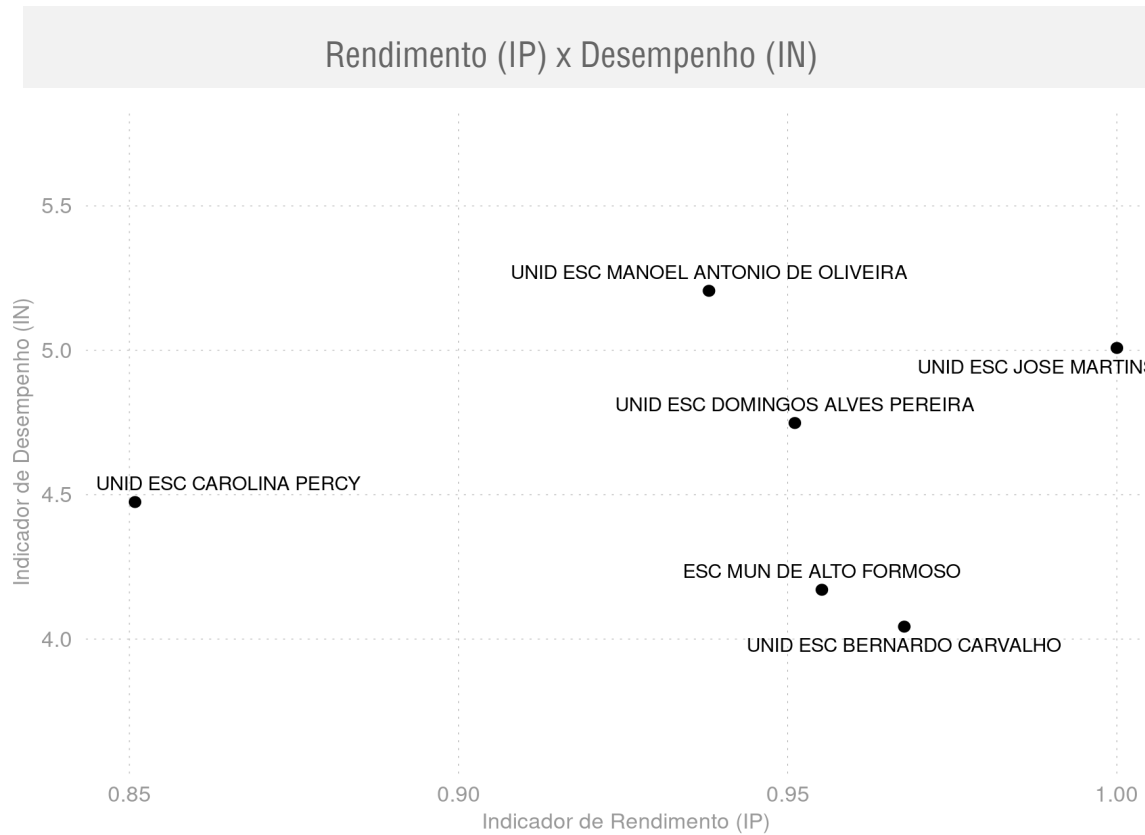 Rendimento (IP) x Desempenho (IN)
5.5
UNID ESC MANOEL ANTONIO DE OLIVEIRA
5.0
UNID ESC JOSE MARTINS
UNID ESC DOMINGOS ALVES PEREIRA
UNID ESC CAROLINA PERCY
4.5
ESC MUN DE ALTO FORMOSO
4.0
UNID ESC BERNARDO CARVALHO
Indicador de Desempenho (IN)
0.85 0.90 0.95 1.00
Indicador de Rendimento (IP)